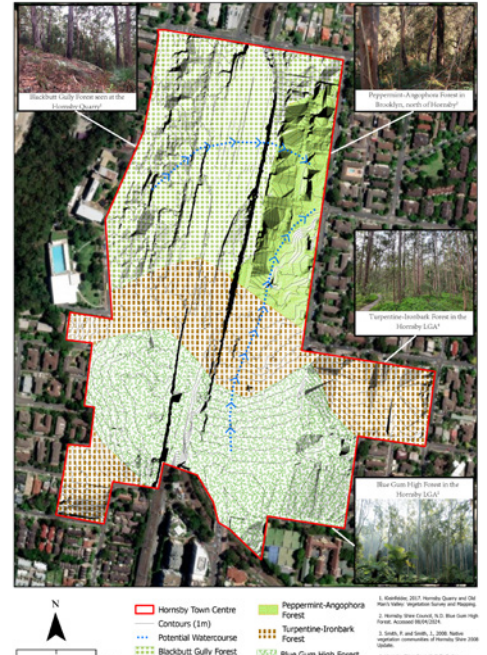 Blackbutt Gully Forest seen at the
Hornsby Quarry¹
Peppermint-Angophora Forest in
Brooklyn, north of Hornsby²
Turpentine-Ironbark Forest in the
Hornsby LGA³
Blue Gum High Forest in the
Hornsby LGA²
N
Hornsby Town Centre
Contours (1m)
Potential Watercourse
Blackbutt Gully Forest
Peppermint-Angophora
Forest
Turpentine-Ironbark
Forest
Blue Gum High Forest
1. Kleinfelder, 2017. Hornsby Quarry and Old
Man's Valley: Vegetation Survey and Mapping.
2. Hornsby Shire Council, N.D. Blue Gum High
Forest. Accessed 08/04/2024.
3. Smith, P. and Smith, J., 2008. Native
vegetation communities of Hornsby Shire 2008
Update.